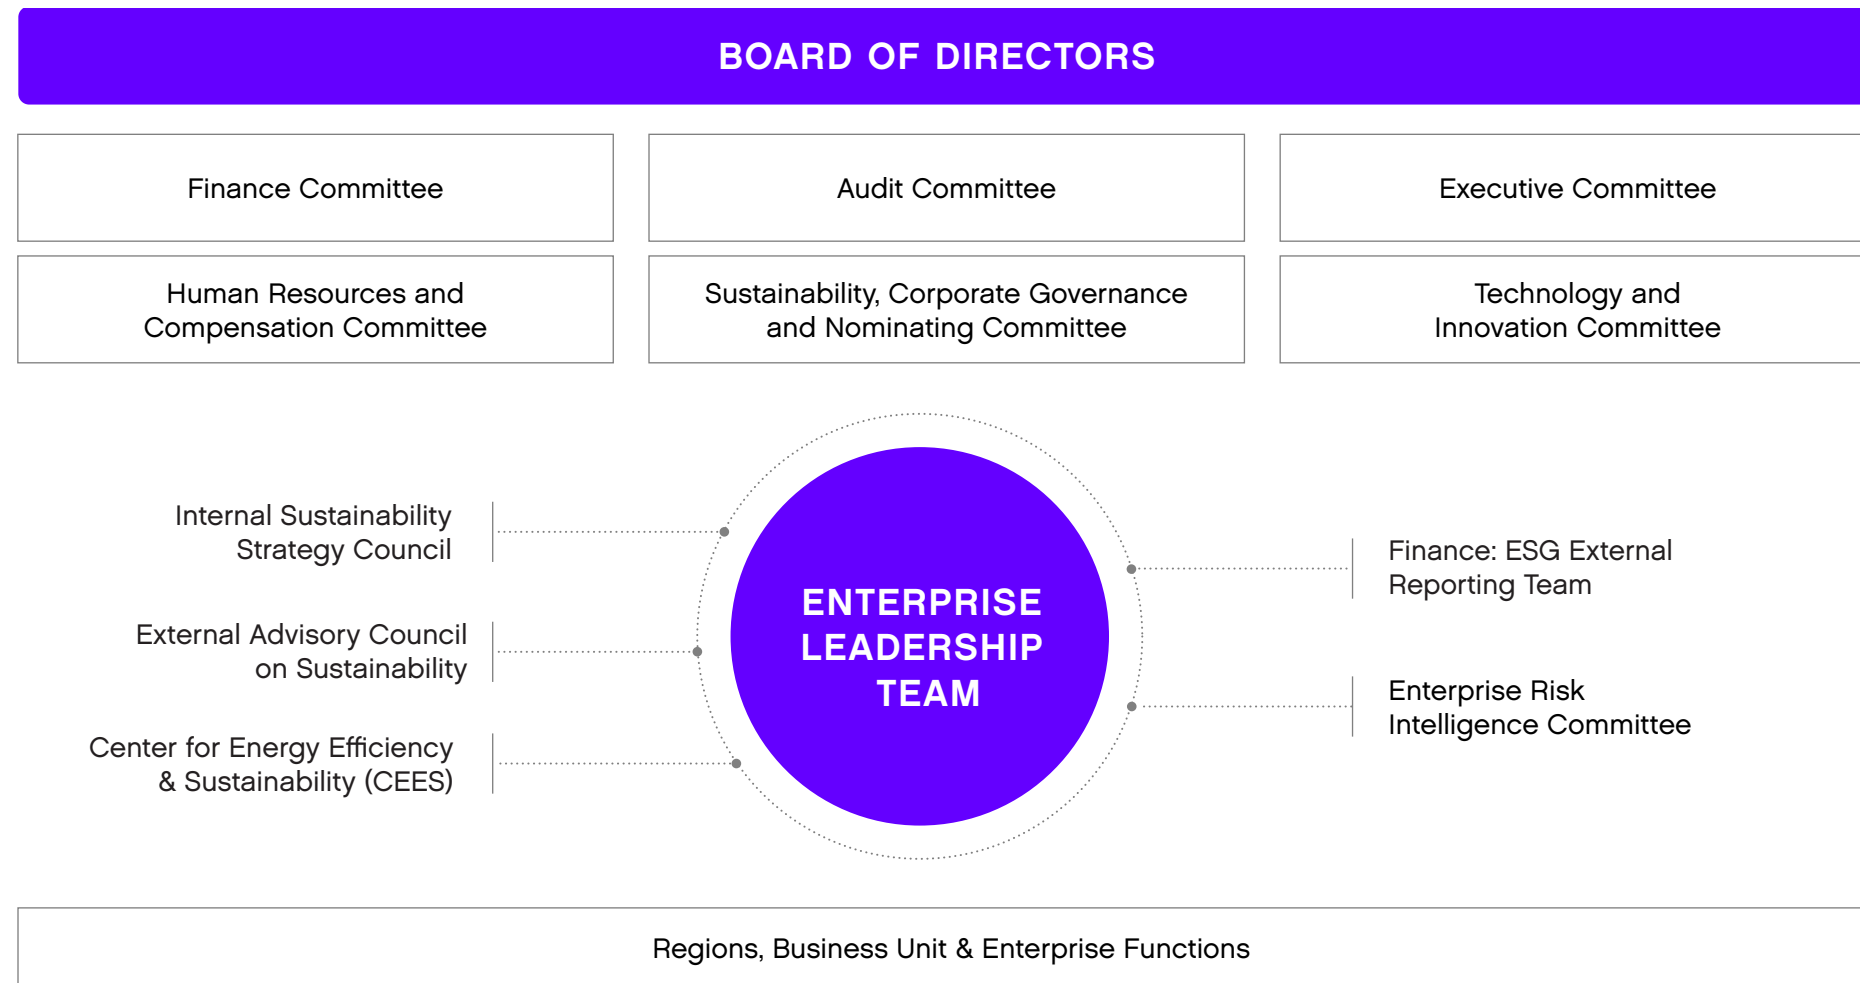 BOARD OF DIRECTORS
Finance Committee
Audit Committee
Executive Committee
Human Resources and
Compensation Committee
Sustainability, Corporate Governance
and Nominating Committee
Technology and
Innovation Committee
Internal Sustainability
Strategy Council
External Advisory Council
on Sustainability
Center for Energy Efficiency
& Sustainability (CEES)
ENTERPRISE
LEADERSHIP
TEAM
Finance: ESG External
Reporting Team
Enterprise Risk
Intelligence Committee
Regions, Business Unit & Enterprise Functions